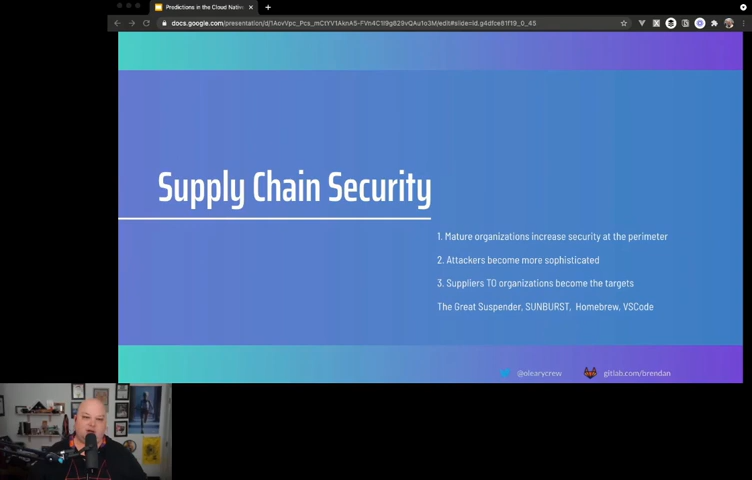 Predictions in the Cloud Nativ
docs.google.com/presentation/d/1AovVpc_Pcs_mCtYV1AknA5-FVn4C1l9g829vQAu1o3M/edit#slide=id.g4dfce81f19_0_45
Supply Chain Security
1. Mature organizations increase security at the perimeter
2. Attackers become more sophisticated
3. Suppliers TO organizations become the targets
The Great Suspender, SUNBURST, Homebrew, VSCode
@olearycrew
gitlab.com/brendan